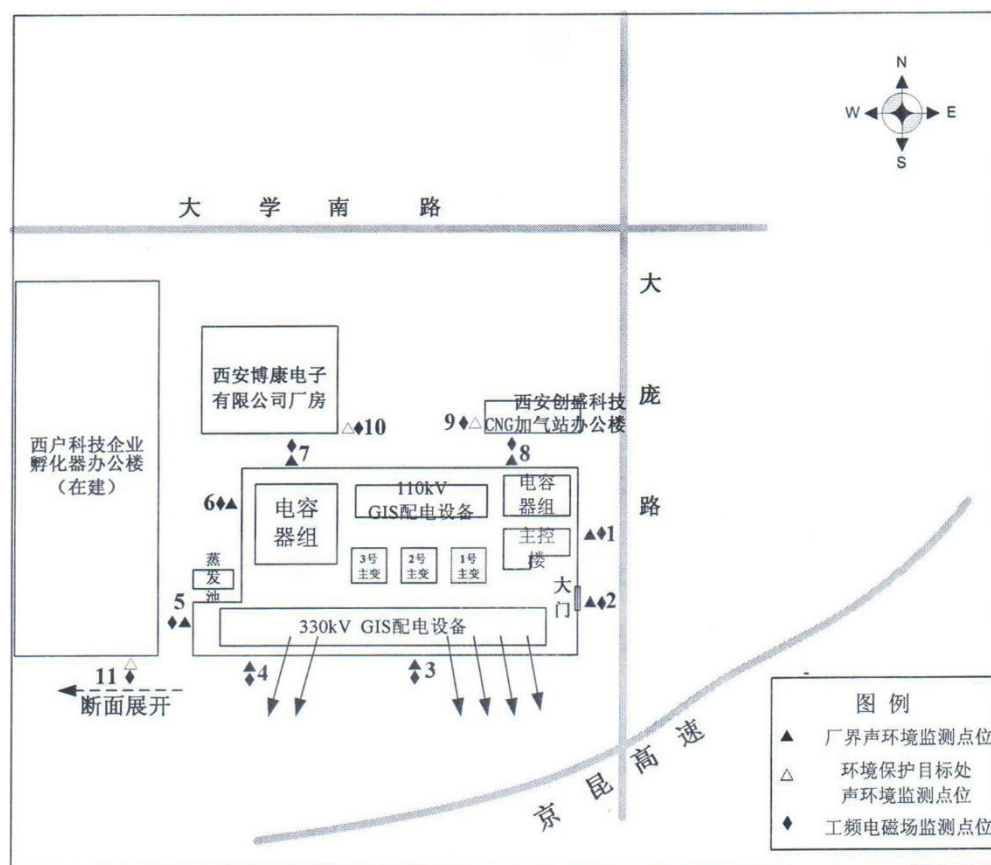 N
W
E
S
大学南路
大庞路
西安博康电子
有限公司厂房
西安创盛科技
CNG加气站办公楼
西户科技企业
孵化器办公楼
（在建）
10
9
7
8
6
电容
器组
110kV
GIS配电设备
电容
器组
主控
楼
1
蒸
发
池
3号
主变
2号
主变
1号
主变
大
门
2
5
330kV GIS配电设备
11
4
3
断面展开
京昆高速
图例
厂界声环境监测点位
环境保护目标处
声环境监测点位
工频电磁场监测点位